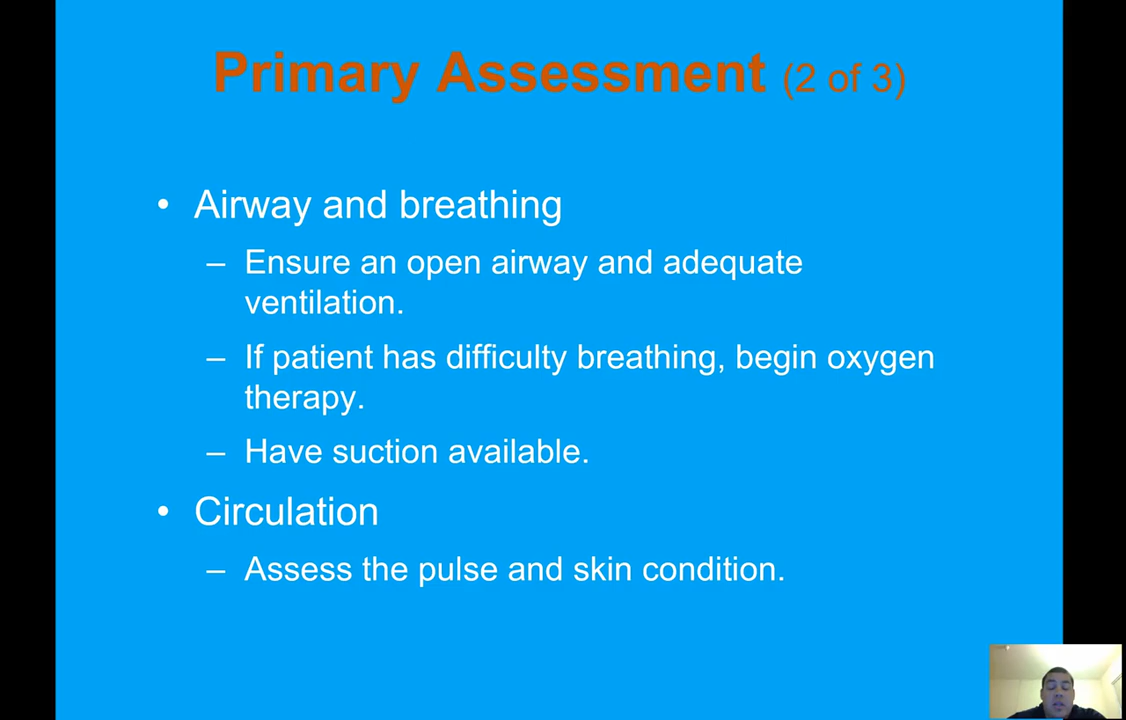 Primary Assessment (2 of 3)
• Airway and breathing
– Ensure an open airway and adequate
ventilation.
– If patient has difficulty breathing, begin oxygen
therapy.
– Have suction available.
• Circulation
– Assess the pulse and skin condition.